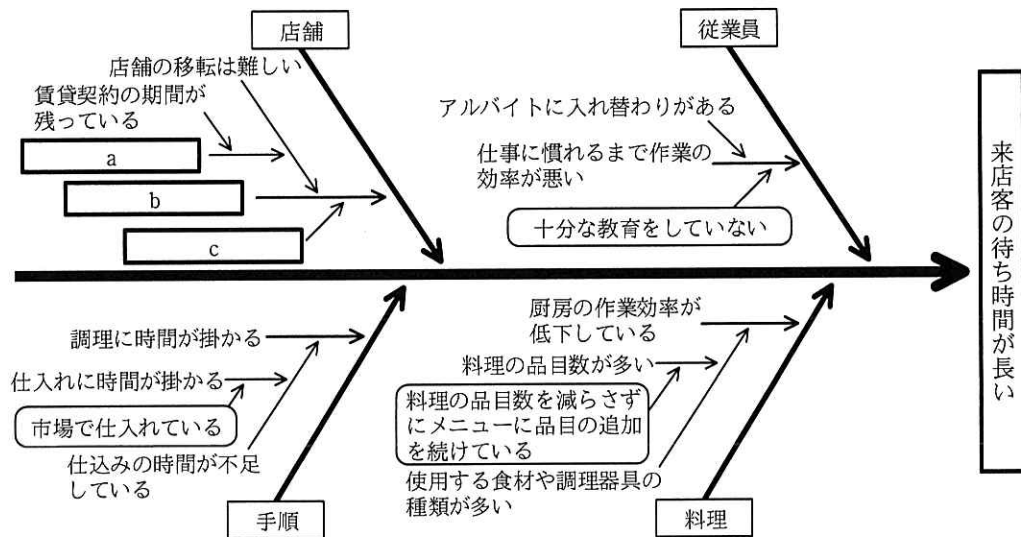 店舗
従業員
店舗の移転は難しい
賃貸契約の期間が
残っている
a
b
c
アルバイトに入れ替わりがある
仕事に慣れるまで作業の
効率が悪い
十分な教育をしていない
来店客の待ち時間が長い
調理に時間が掛かる
仕入れに時間が掛かる
市場で仕入れている
仕込みの時間が不足
している
手順
厨房の作業効率が
低下している
料理の品目数が多い
料理の品目数を減らさず
にメニューに品目の追加
を続けている
使用する食材や調理器具の
種類が多い
料理